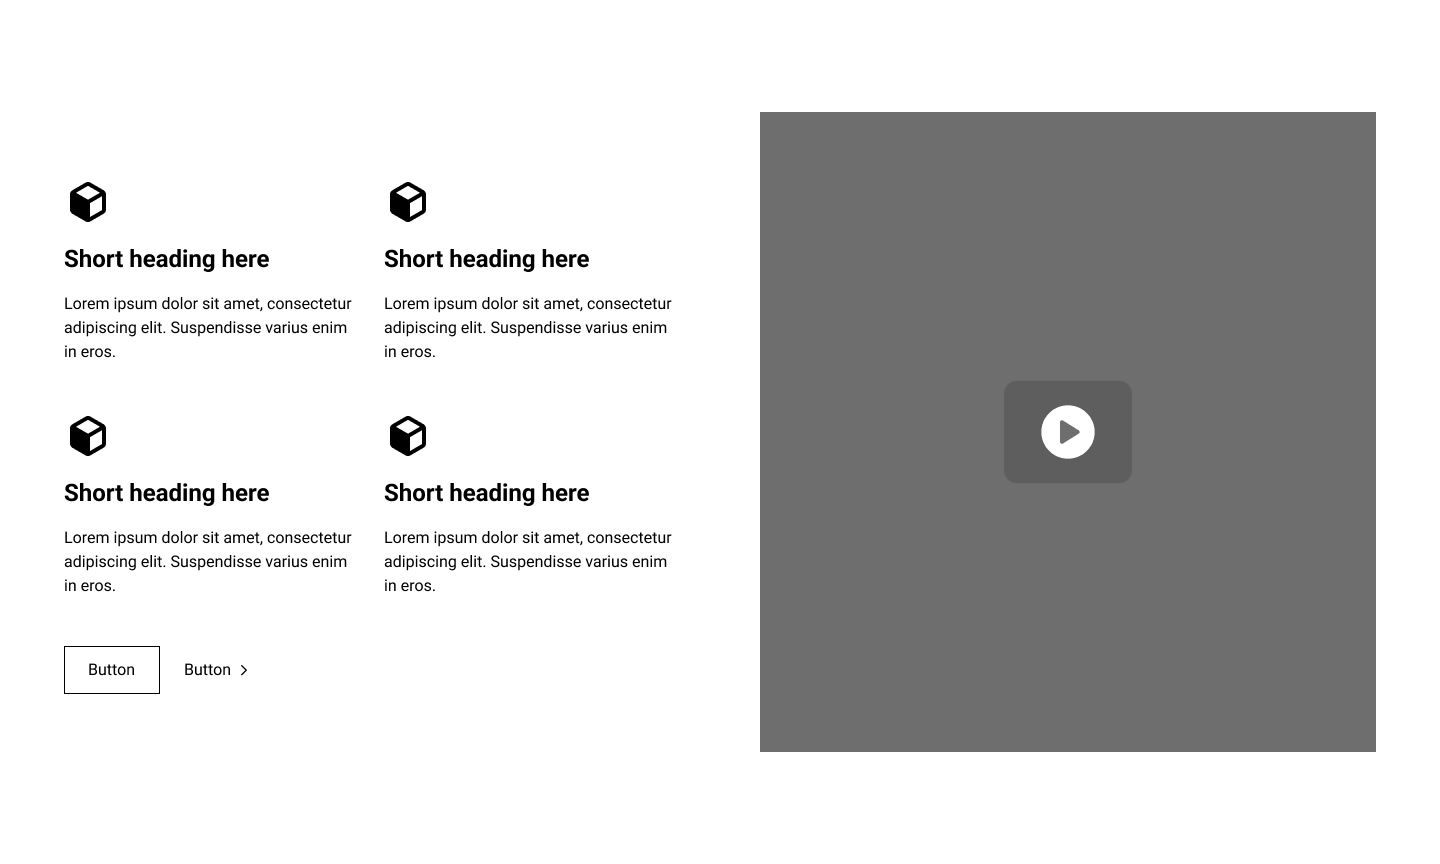 Short heading here
Lorem ipsum dolor sit amet, consectetur
adipiscing elit. Suspendisse varius enim
in eros.
Short heading here
Lorem ipsum dolor sit amet, consectetur
adipiscing elit. Suspendisse varius enim
in eros.
Short heading here
Lorem ipsum dolor sit amet, consectetur
adipiscing elit. Suspendisse varius enim
in eros.
Short heading here
Lorem ipsum dolor sit amet, consectetur
adipiscing elit. Suspendisse varius enim
in eros.
Button
Button